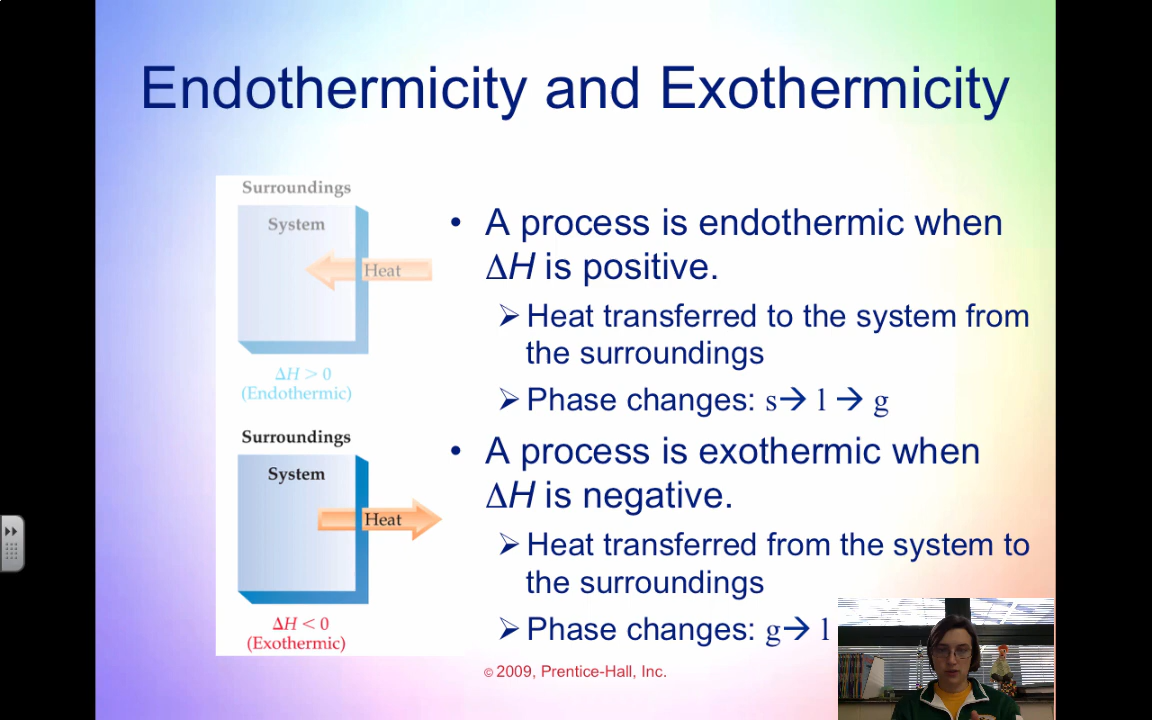 Endothermicity and Exothermicity
Surroundings
System
Heat
ΔH > 0
(Endothermic)
Surroundings
System
Heat
ΔH < 0
(Exothermic)
• A process is endothermic when
ΔH is positive.
➢ Heat transferred to the system from
the surroundings
➢ Phase changes: s→ l → g
• A process is exothermic when
ΔH is negative.
➢ Heat transferred from the system to
the surroundings
➢ Phase changes: g→ l
© 2009, Prentice-Hall, Inc.